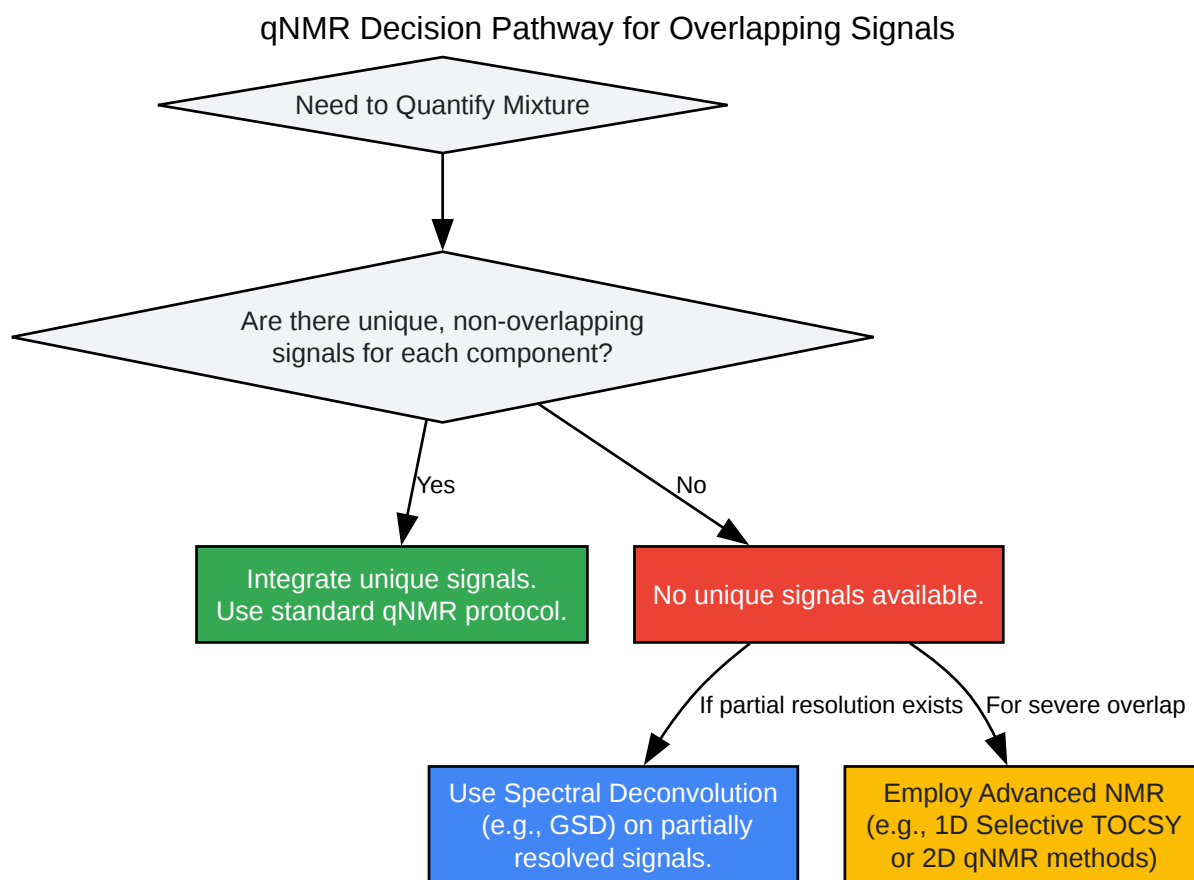 qNMR Decision Pathway for Overlapping Signals
Need to Quantify Mixture
Are there unique, non-overlapping
signals for each component?
Yes
No
Integrate unique signals.
Use standard qNMR protocol.
No unique signals available.
If partial resolution exists
For severe overlap
Use Spectral Deconvolution
(e.g., GSD) on partially
resolved signals.
Employ Advanced NMR
(e.g., 1D Selective TOCSY
or 2D qNMR methods)